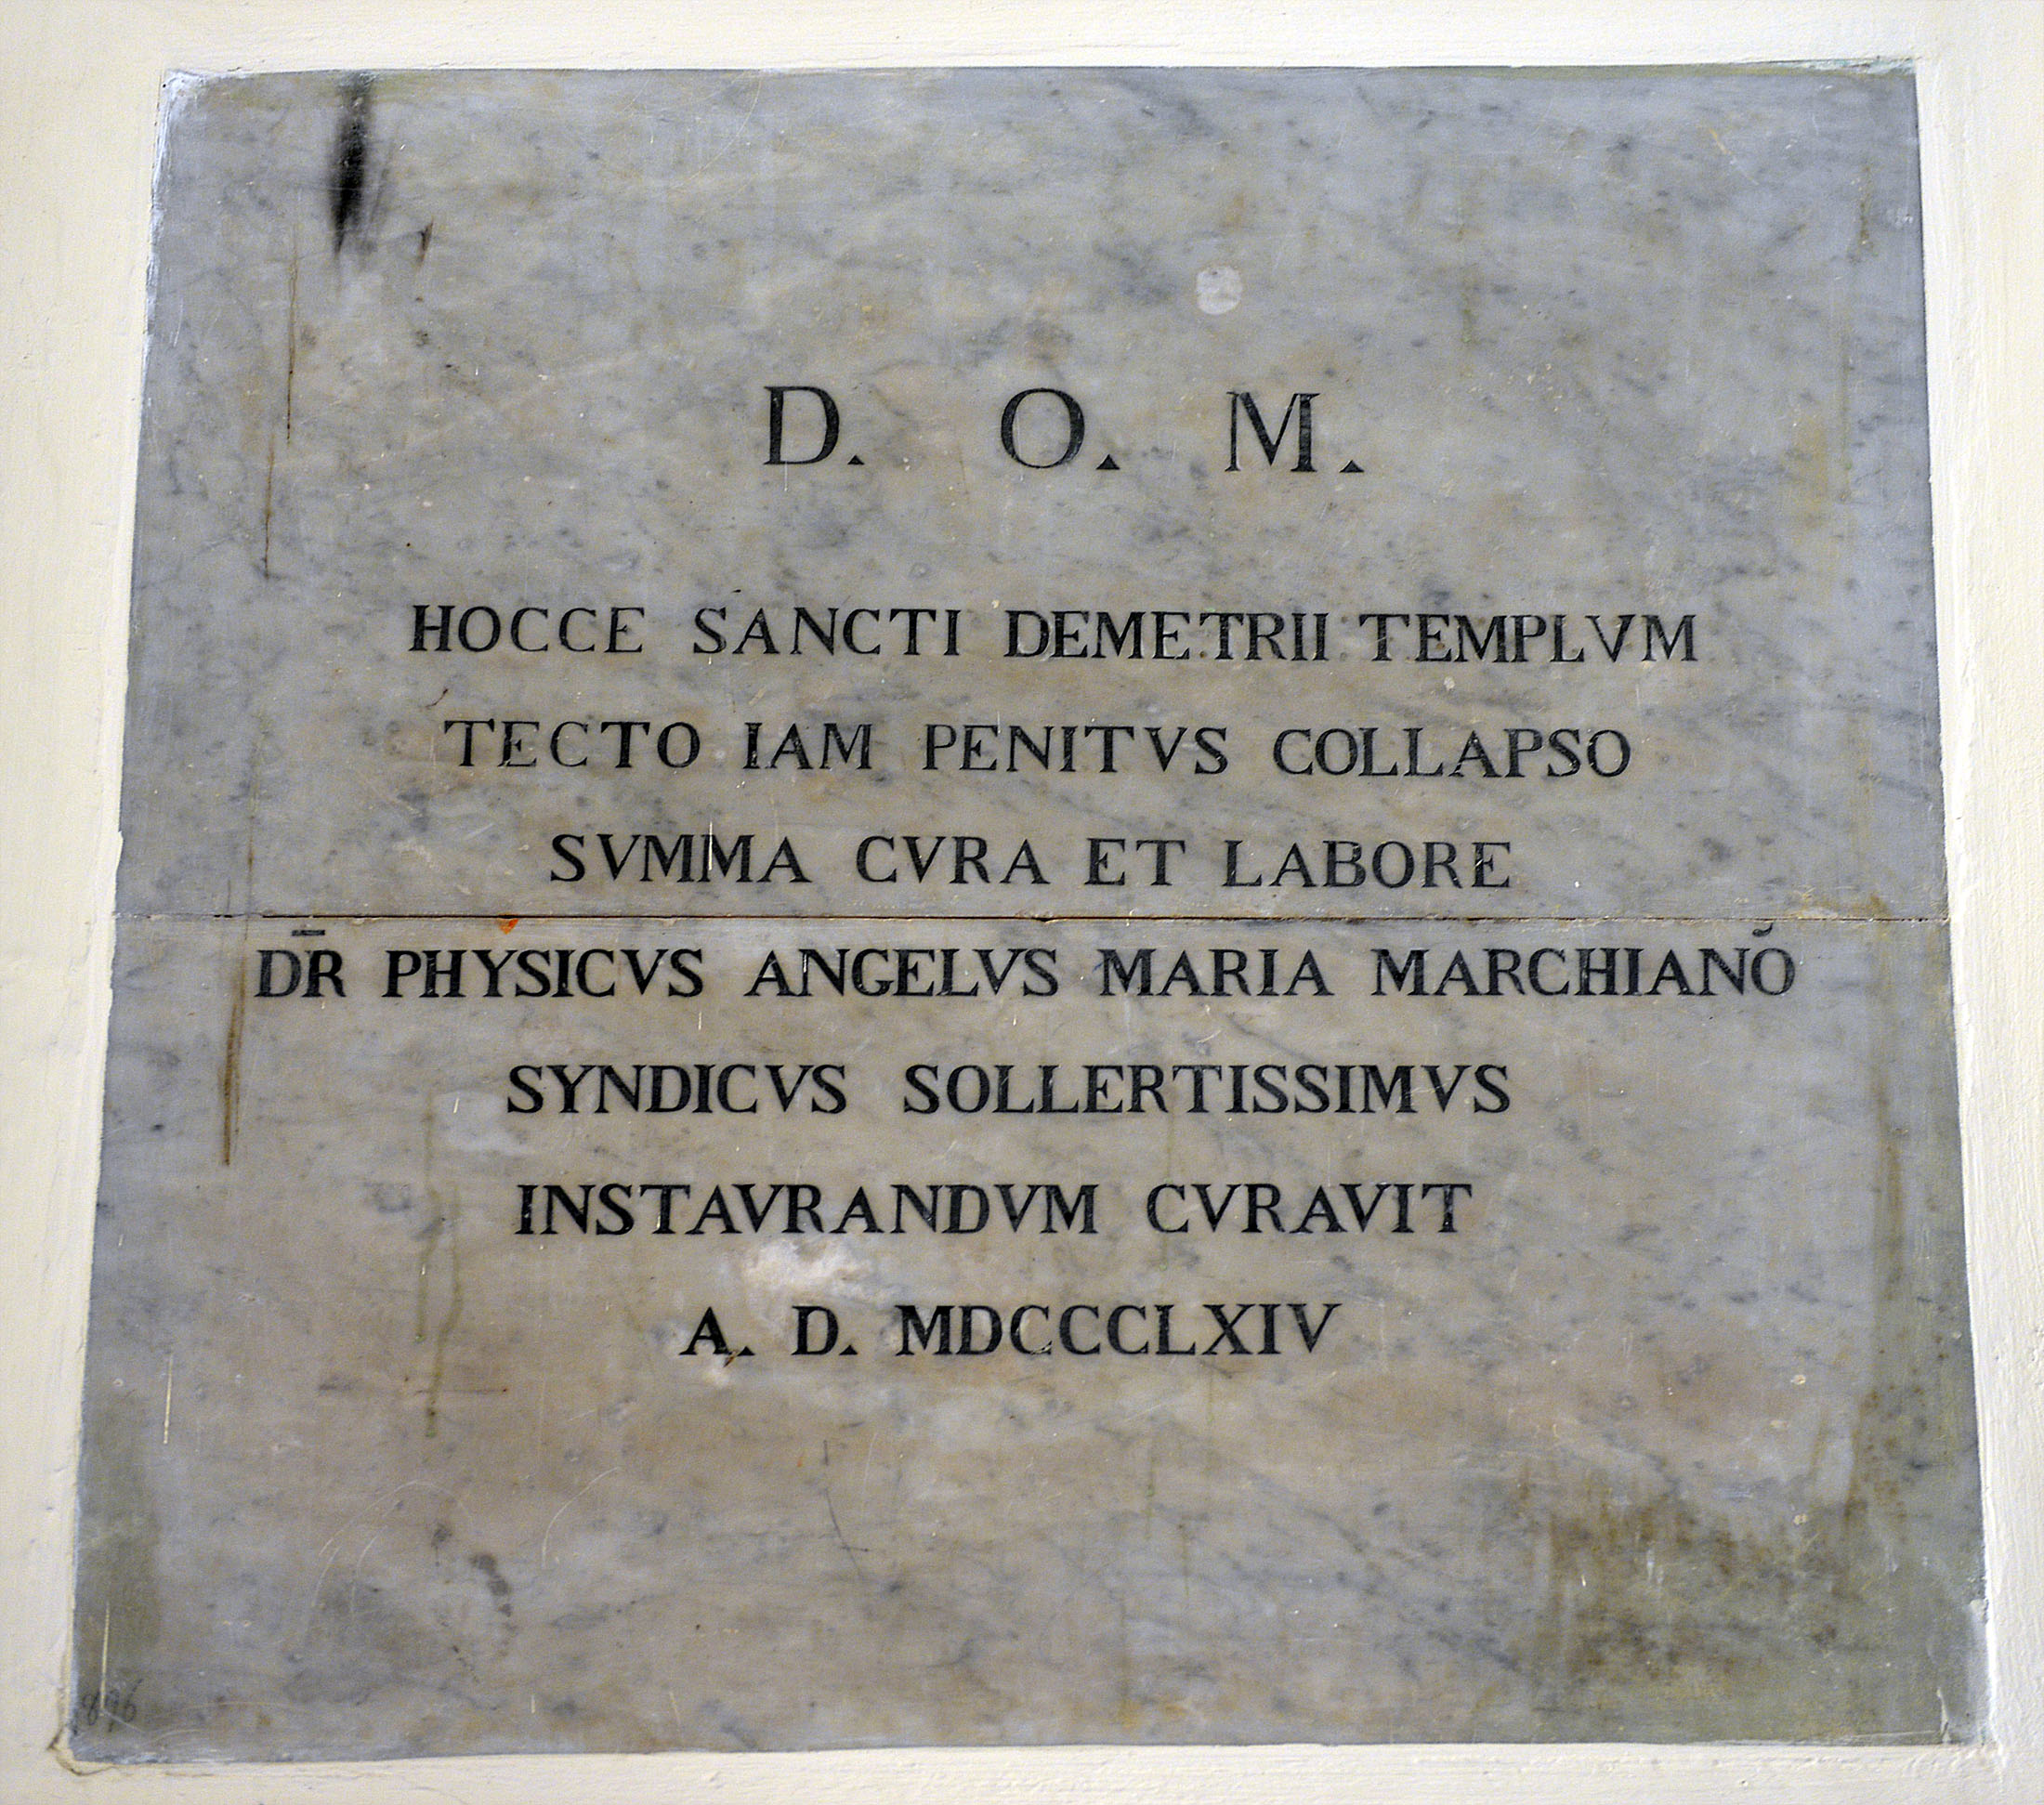 D. O. M.
HOCCE SANCTI DEMETRII TEMPLVM
TECTO IAM PENITVS COLLAPSO
SVMMA CVRA ET LABORE
DR̄ PHYSICVS ANGELVS MARIA MARCHIANŎ
SYNDICVS SOLLERTISSIMVS
INSTAVRANDVM CVRAVIT
A. D. MDCCCLXIV